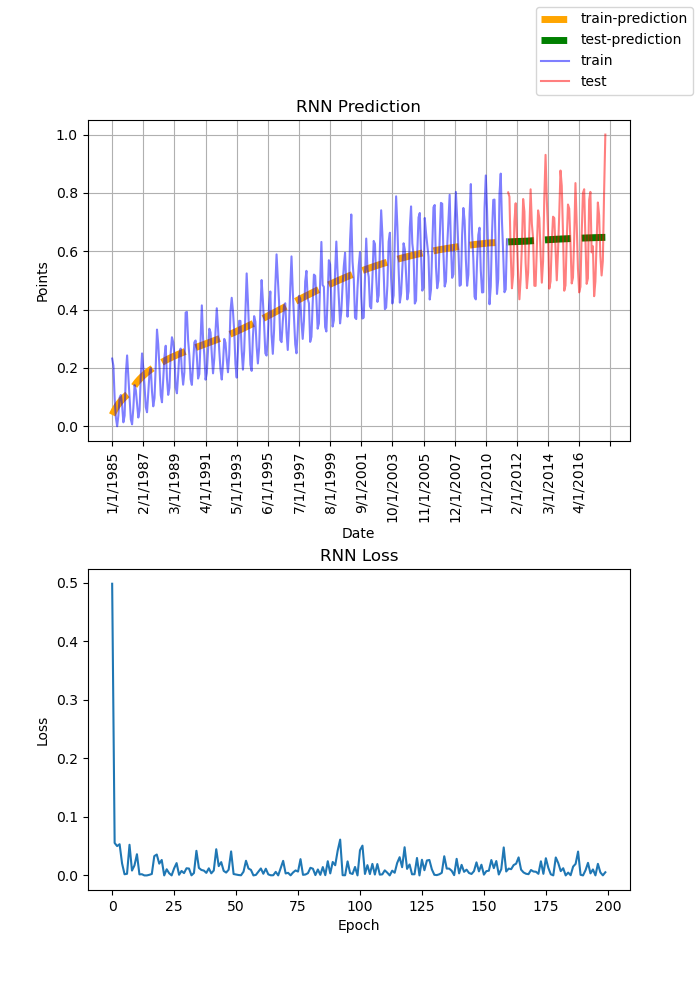 train-prediction
test-prediction
train
test
RNN Prediction
1.0
0.8
0.6
0.4
0.2
0.0
Points
1/1/1985
2/1/1987
3/1/1989
4/1/1991
5/1/1993
6/1/1995
7/1/1997
8/1/1999
9/1/2001
10/1/2003
11/1/2005
12/1/2007
1/1/2010
2/1/2012
3/1/2014
4/1/2016
Date
RNN Loss
0.5
0.4
0.3
0.2
0.1
0.0
Loss
0 25 50 75 100 125 150 175 200
Epoch